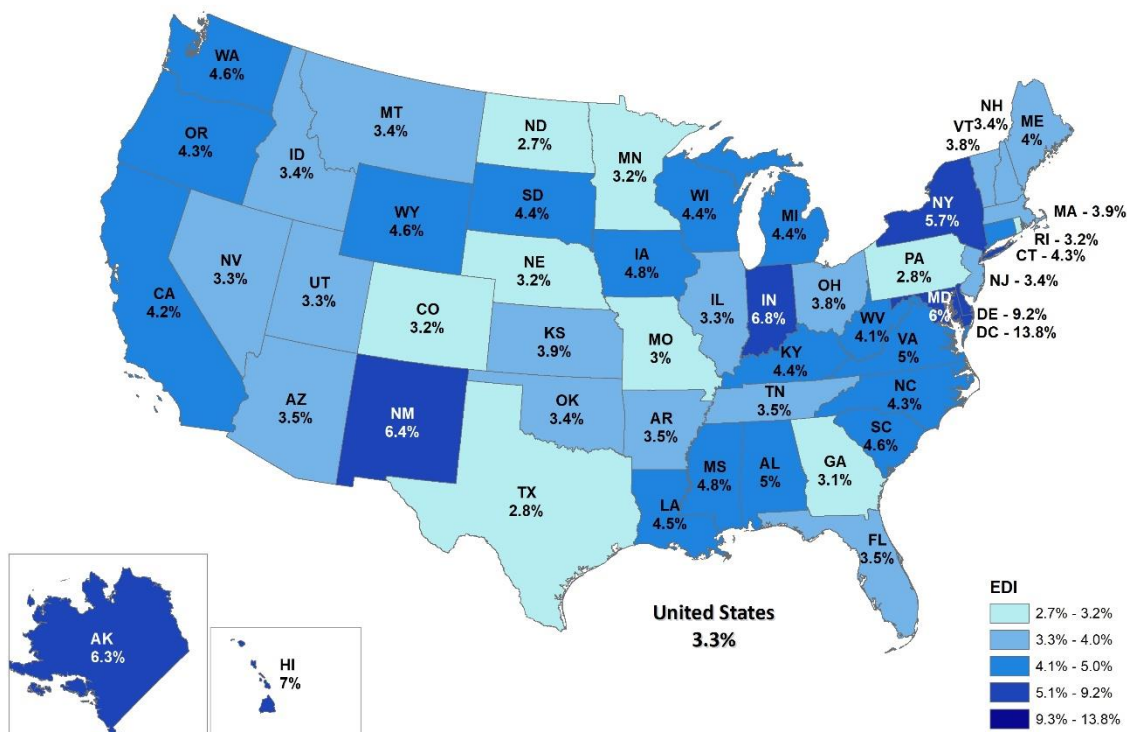 WA
4.6%
OR
4.3%
CA
4.2%
ID
3.4%
NV
3.3%
MT
3.4%
WY
4.6%
UT
3.3%
AZ
3.5%
CO
3.2%
NM
6.4%
ND
2.7%
SD
4.4%
NE
3.2%
KS
3.9%
OK
3.4%
TX
2.8%
MN
3.2%
IA
4.8%
MO
3%
AR
3.5%
LA
4.5%
WI
4.4%
IL
3.3%
MI
4.4%
IN
6.8%
OH
3.8%
KY
4.4%
TN
3.5%
MS
4.8%
AL
5%
GA
3.1%
FL
3.5%
SC
4.6%
NC
4.3%
VA
5%
WV
4.1%
MD
6%
PA
2.8%
NY
5.7%
VT
3.8%
NH
3.4%
ME
4%
MA - 3.9%
RI - 3.2%
CT - 4.3%
NJ - 3.4%
DE - 9.2%
DC - 13.8%
AK
6.3%
HI
7%
United States
3.3%
EDI
2.7% - 3.2%
3.3% - 4.0%
4.1% - 5.0%
5.1% - 9.2%
9.3% - 13.8%